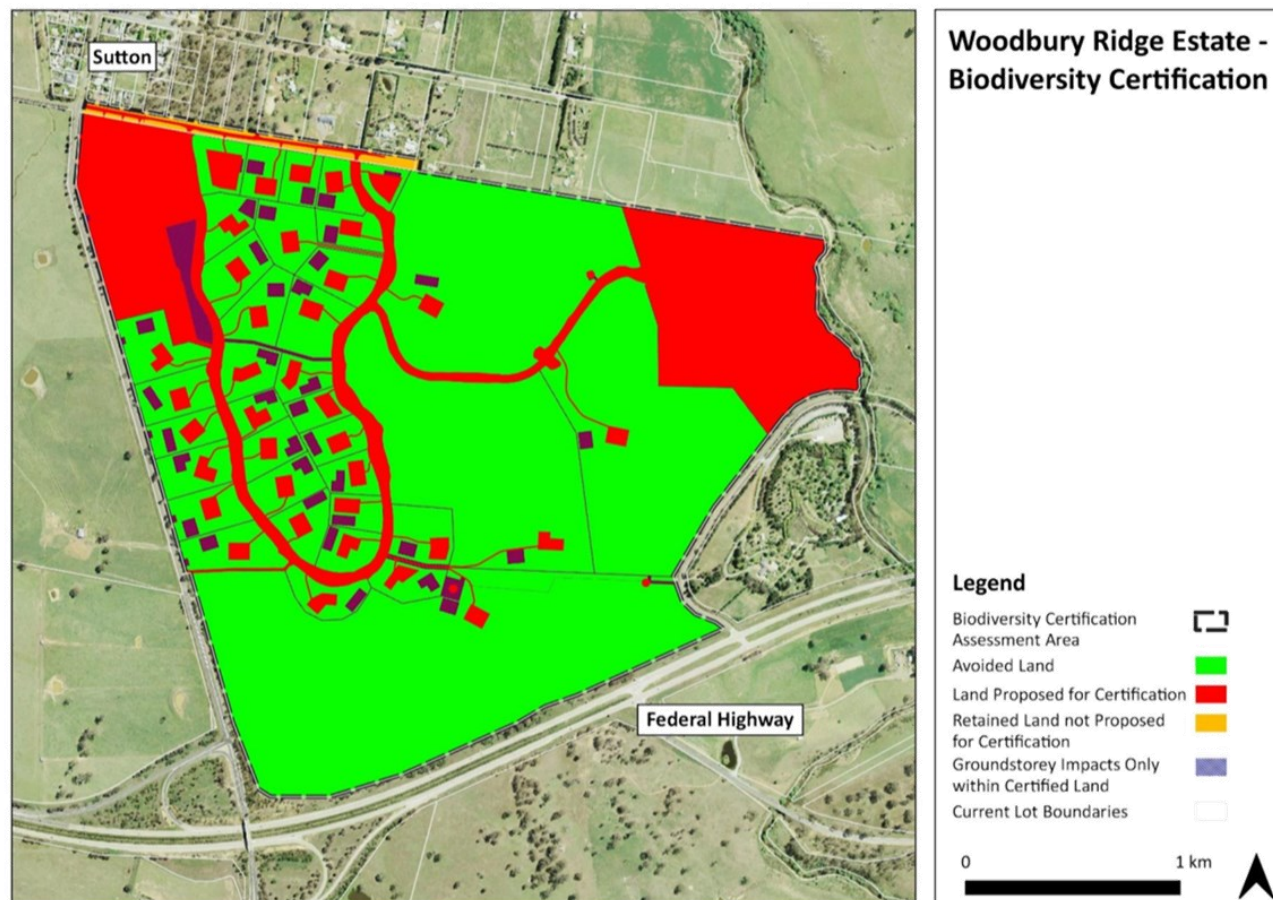 Woodbury Ridge Estate -
Biodiversity Certification
Sutton
Federal Highway
Legend
Biodiversity Certification
Assessment Area
Avoided Land
Land Proposed for Certification
Retained Land not Proposed
for Certification
Groundstorey Impacts Only
within Certified Land
Current Lot Boundaries
0 1 km